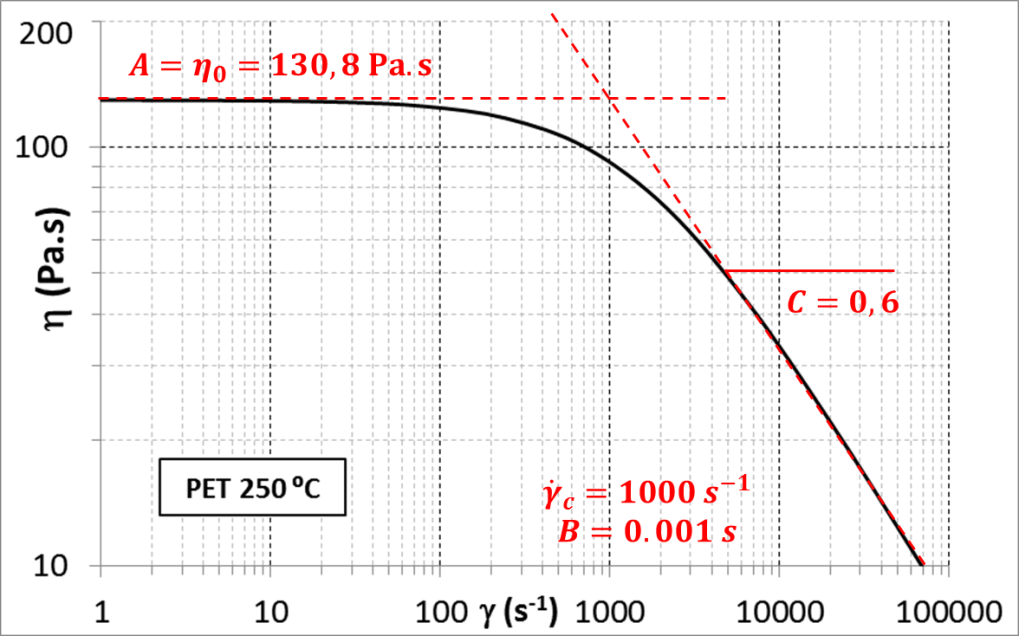 200
A = η₀ = 130,8 Pa.s
100
η (Pa.s)
C = 0,6
PET 250 ºC
γ̇c = 1000 s⁻¹
B = 0.001 s
10
1 10 100 γ (s⁻¹) 1000 10000 100000